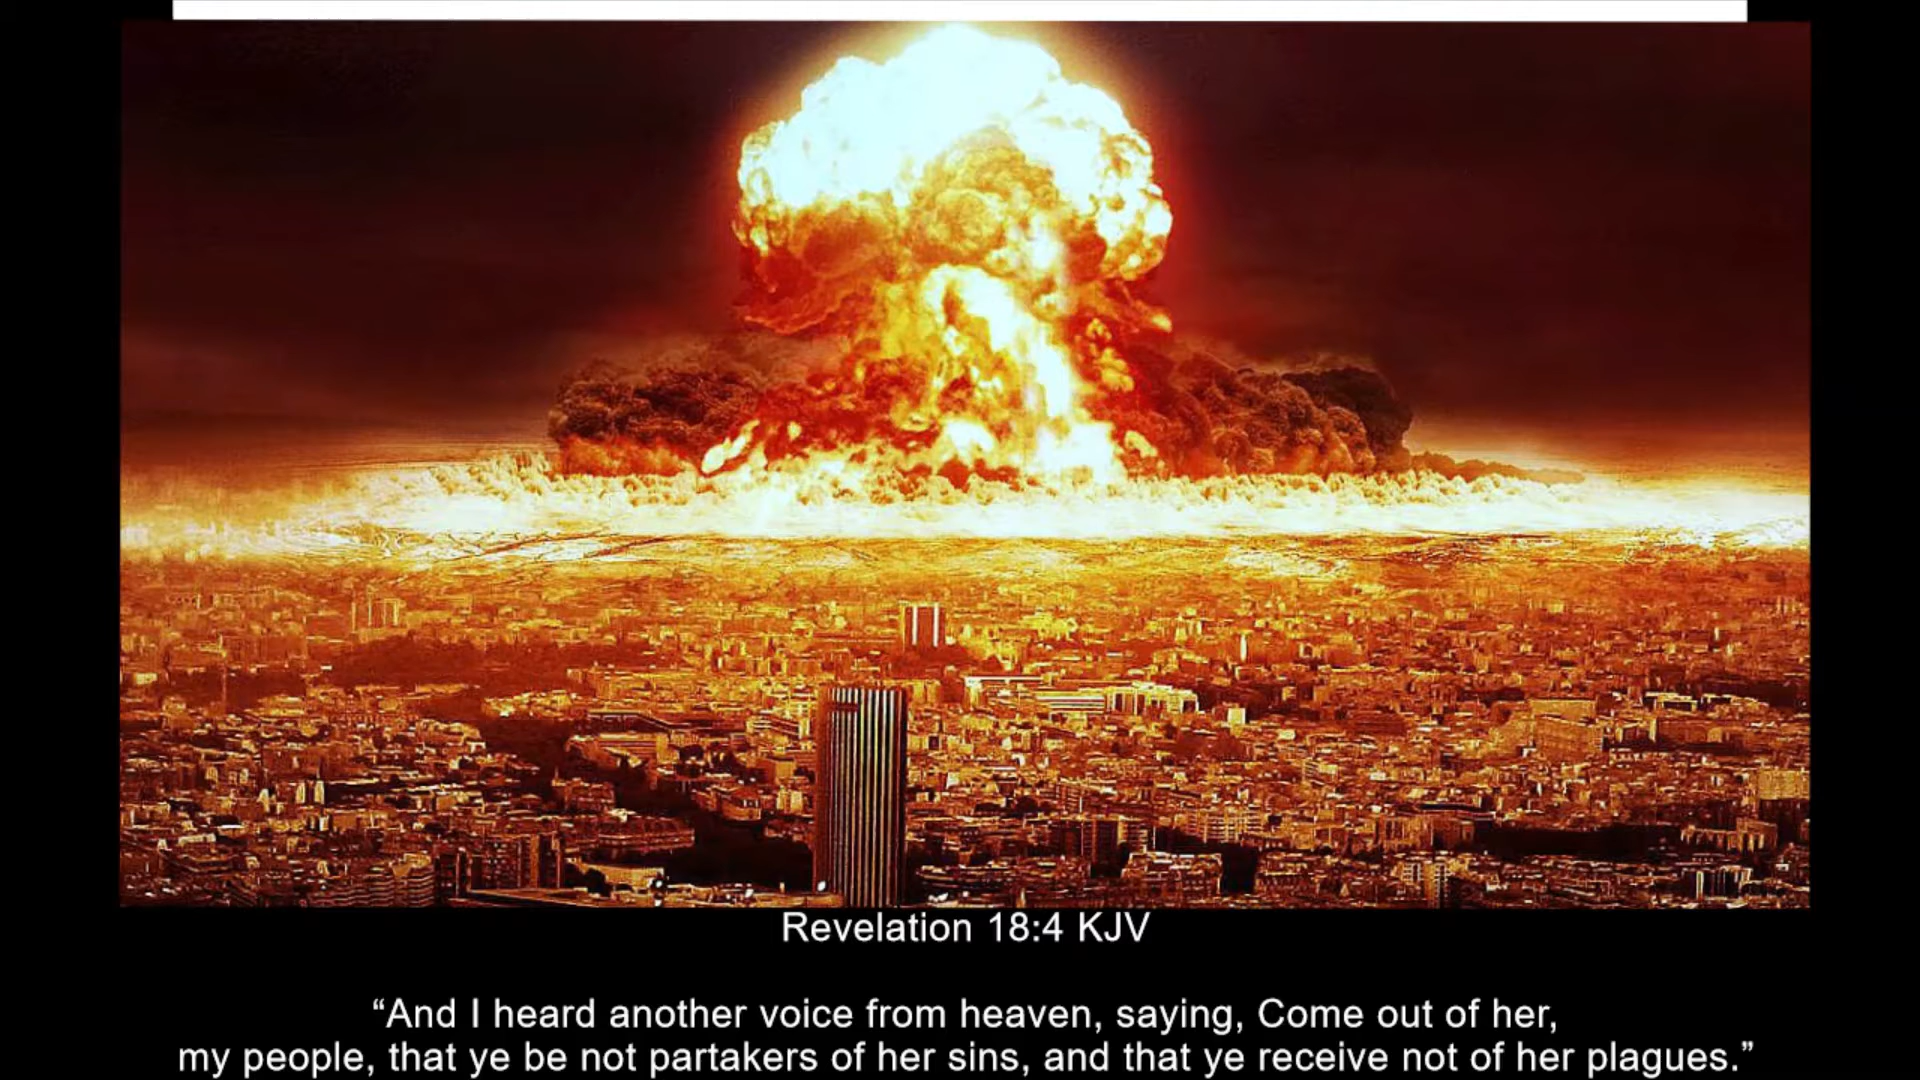 Revelation 18:4 KJV
“And I heard another voice from heaven, saying, Come out of her,
my people, that ye be not partakers of her sins, and that ye receive not of her plagues.”